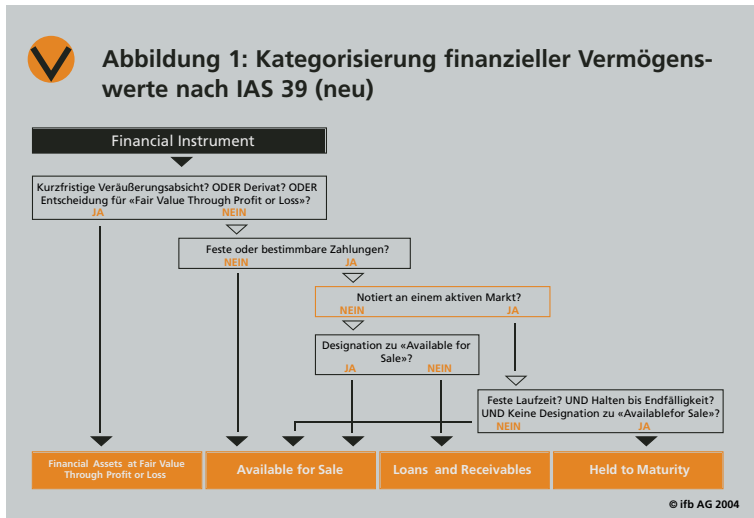 Abbildung 1: Kategorisierung finanzieller Vermögens-
werte nach IAS 39 (neu)
Financial Instrument
Kurzfristige Veräußerungsabsicht? ODER Derivat? ODER
Entscheidung für «Fair Value Through Profit or Loss»?
JA NEIN
Feste oder bestimmbare Zahlungen?
NEIN JA
Notiert an einem aktiven Markt?
NEIN JA
Designation zu «Available for
Sale»?
JA NEIN
Feste Laufzeit? UND Halten bis Endfälligkeit?
UND Keine Designation zu «Availablefor Sale»?
NEIN JA
Financial Assets at Fair Value
Through Profit or Loss
Available for Sale
Loans and Receivables
Held to Maturity
© ifb AG 2004